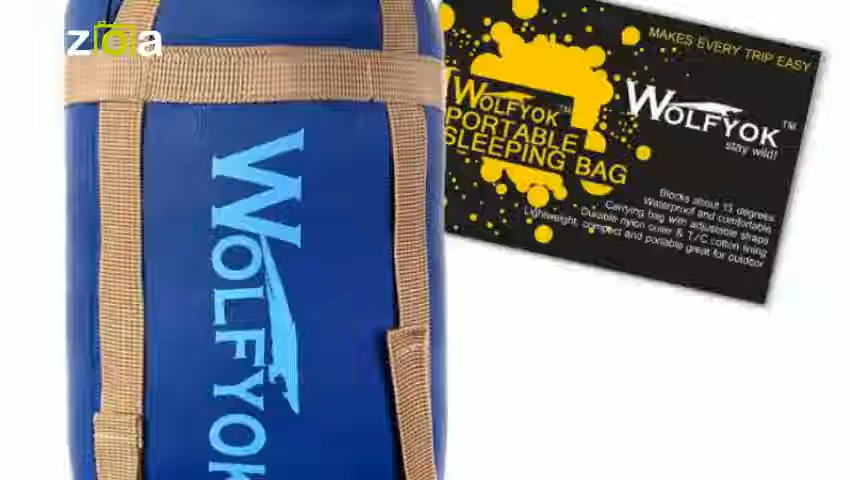 zoa
WOLFYOK
MAKES EVERY TRIP EASY
WOLFYOK™
PORTABLE
SLEEPING BAG
WOLFYOK™
stay wild!
Blocks about 13 degrees
Waterproof and comfortable
Carrying bag with adjustable straps
Durable nylon outer & T/C cotton lining
Lightweight, compact and portable great for outdoor